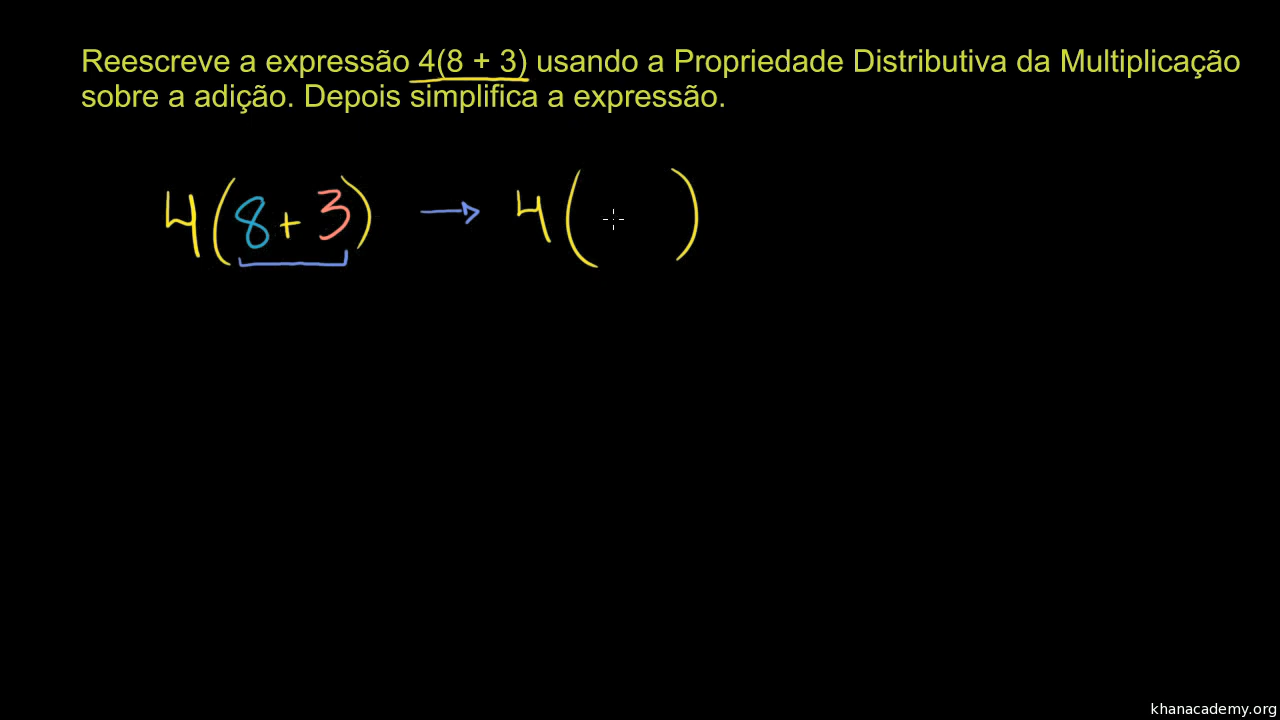 Reescreve a expressão 4(8 + 3) usando a Propriedade Distributiva da Multiplicação
sobre a adição. Depois simplifica a expressão.
4(8 + 3) → 4( )
khanacademy.org